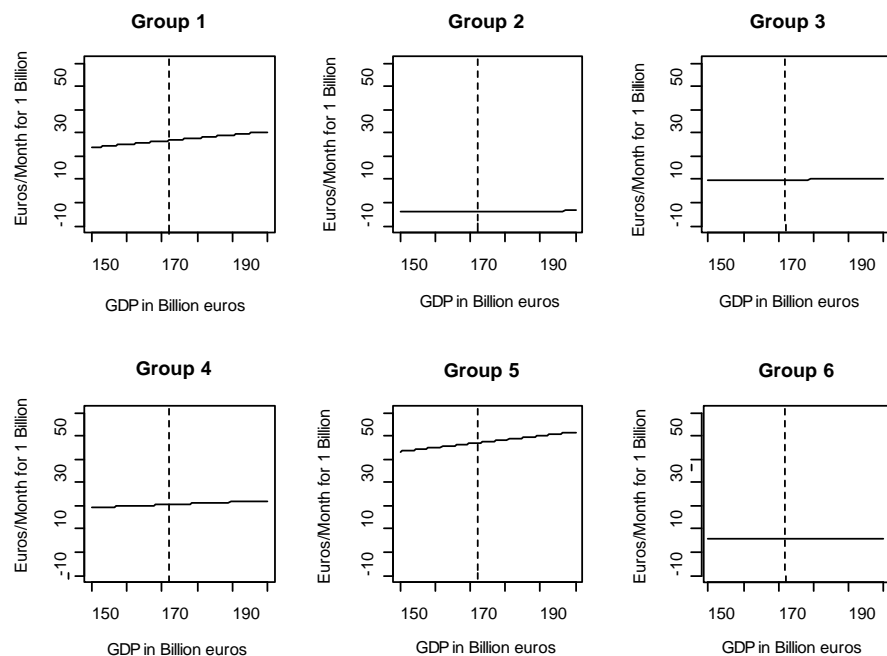 Group 1
Group 2
Group 3
Euros/Month for 1 Billion
-10 10 30 50
150 170 190
GDP in Billion euros
Euros/Month for 1 Billion
-10 10 30 50
150 170 190
GDP in Billion euros
Euros/Month for 1 Billion
-10 10 30 50
150 170 190
GDP in Billion euros
Group 4
Group 5
Group 6
Euros/Month for 1 Billion
-10 10 30 50
150 170 190
GDP in Billion euros
Euros/Month for 1 Billion
-10 10 30 50
150 170 190
GDP in Billion euros
Euros/Month for 1 Billion
-10 10 30 50
150 170 190
GDP in Billion euros